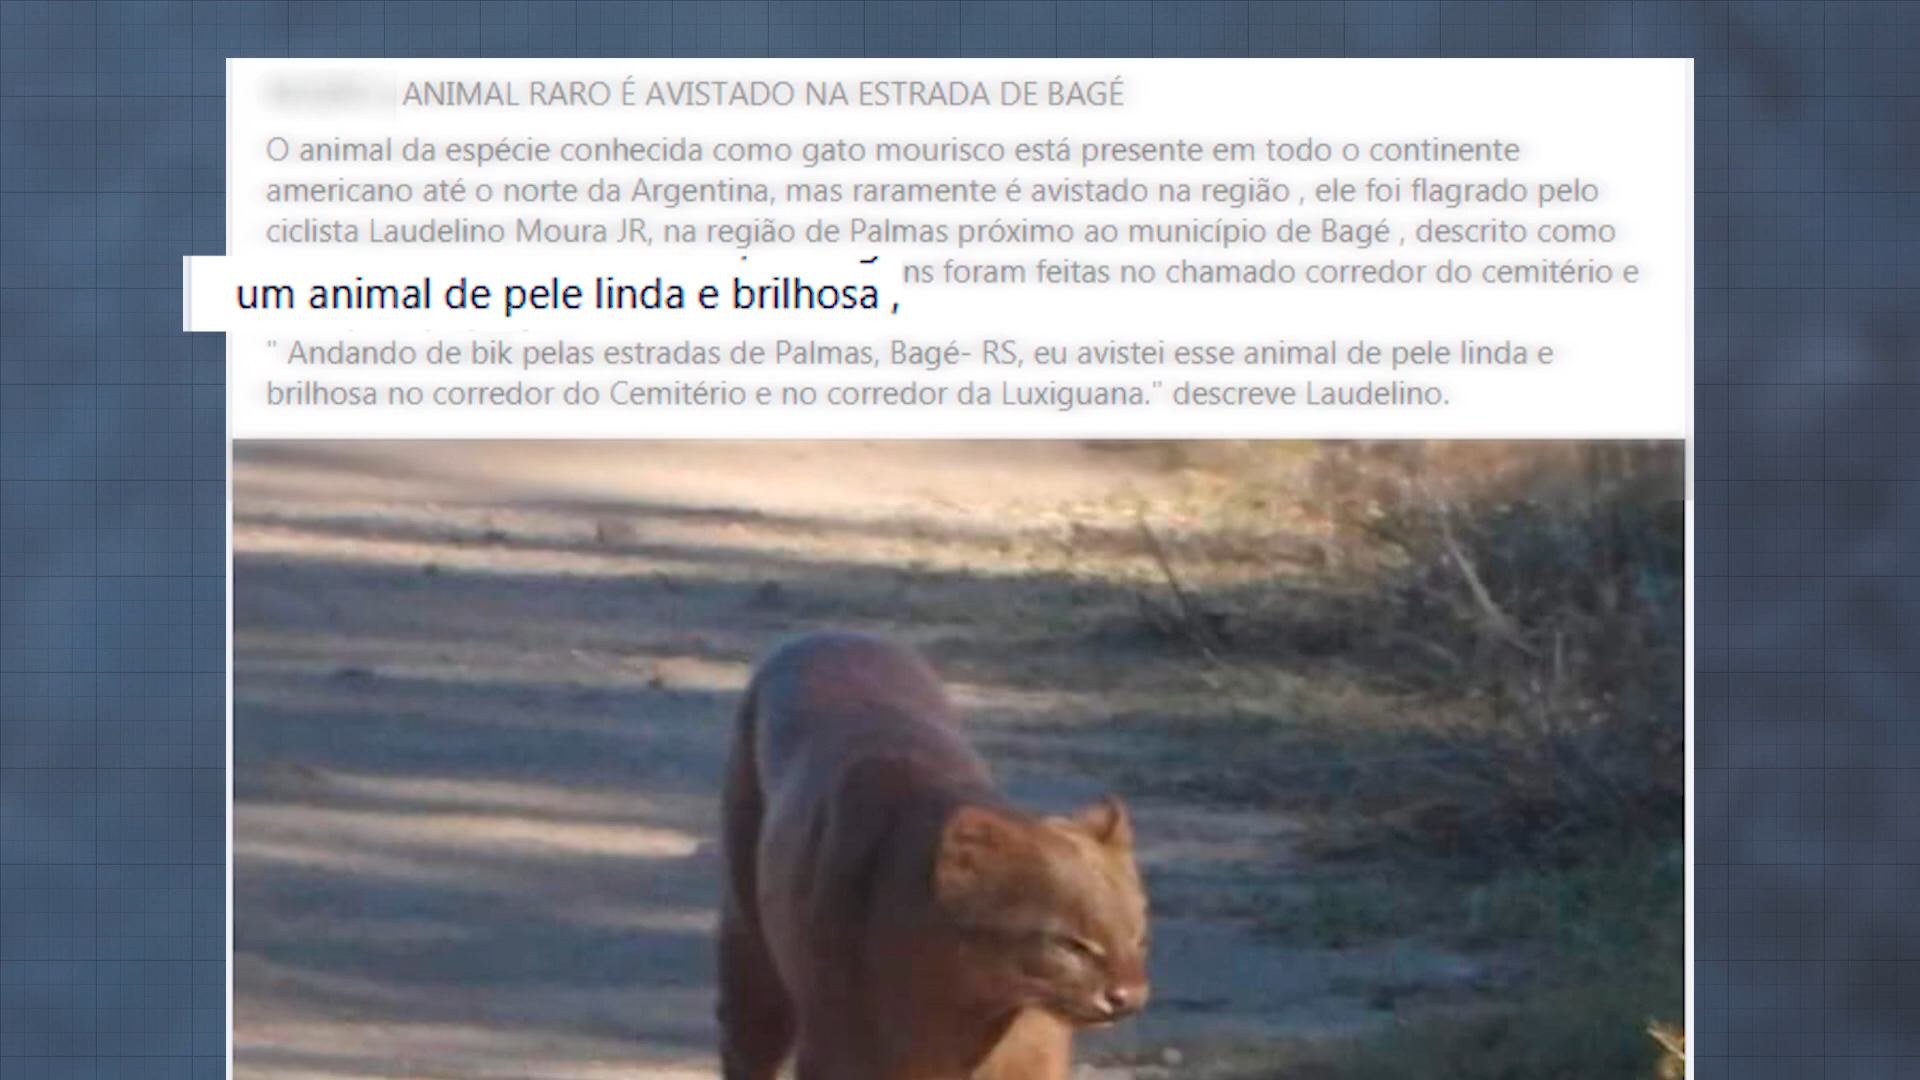 ANIMAL RARO É AVISTADO NA ESTRADA DE BAGÉ
O animal da espécie conhecida como gato mourisco está presente em todo o continente
americano até o norte da Argentina, mas raramente é avistado na região , ele foi flagrado pelo
ciclista Laudelino Moura JR, na região de Palmas próximo ao município de Bagé , descrito como
um animal de pele linda e brilhosa ,
foram feitas no chamado corredor do cemitério e
" Andando de bik pelas estradas de Palmas, Bagé- RS, eu avistei esse animal de pele linda e
brilhosa no corredor do Cemitério e no corredor da Luxiguana." descreve Laudelino.